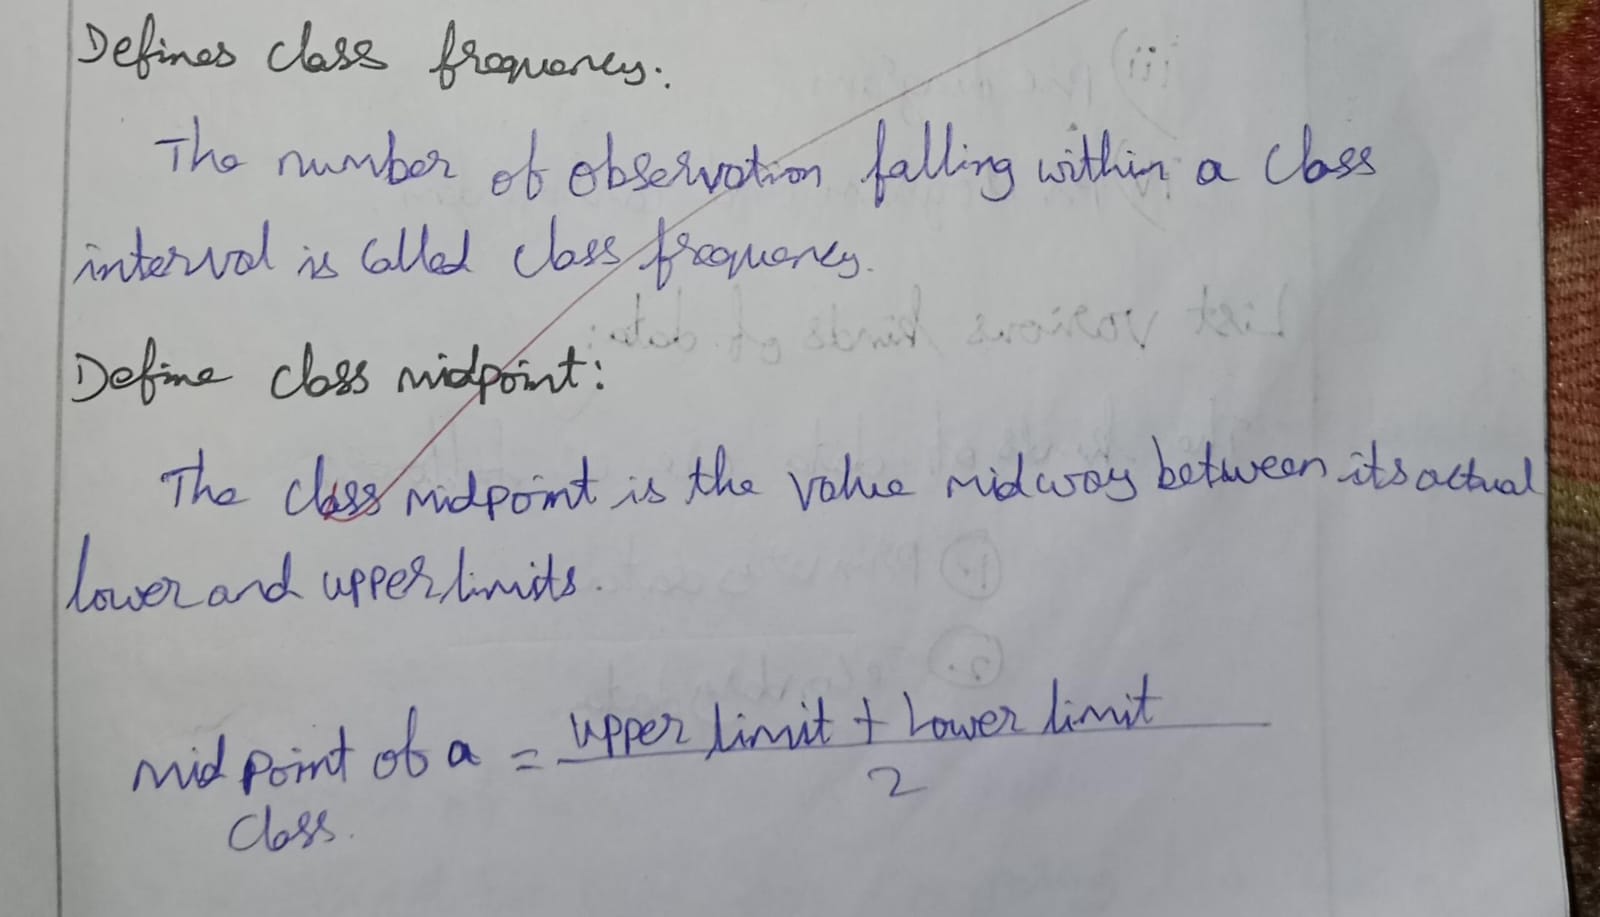 Defines class frequency:
The number of observation falling within a class
interval is called class frequency.
Define class midpoint:
The class midpoint is the value midway between its actual
lower and upper limits.
mid point of a = upper limit + Lower limit
2
class.